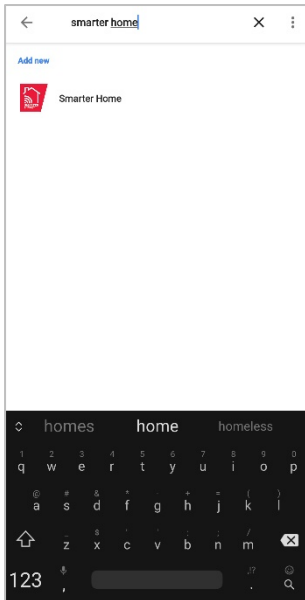 smarter home
Add new
Smarter Home
homes home homeless
1 2 3 4 5 6 7 8 9 0
q w e r t y u i o p
@ # & * - + = ( )
a s d f g h j k l
_ $ " ' : ; /
z x c v b n m
123 , . ,!?